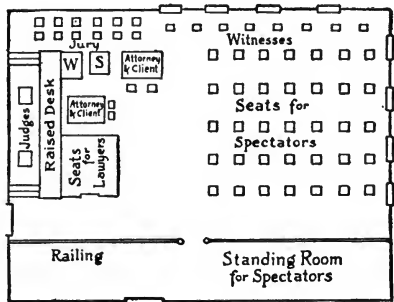 Jury
Witnesses
W
S
Attorney
& Client
Judges
Raised Desk
Attorney
& Client
Seats for
Spectators
Seats
for
Lawyers
Railing
Standing Room
for Spectators